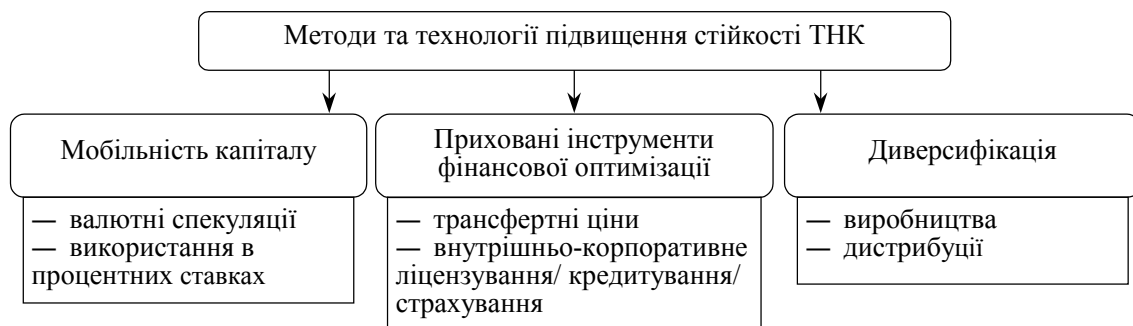 Методи та технології підвищення стійкості ТНК
Мобільність капіталу
— валютні спекуляції
— використання в
процентних ставках
Приховані інструменти
фінансової оптимізації
— трансфертні ціни
— внутрішньо-корпоративне
ліцензування/ кредитування/
страхування
Диверсифікація
— виробництва
— дистрибуції